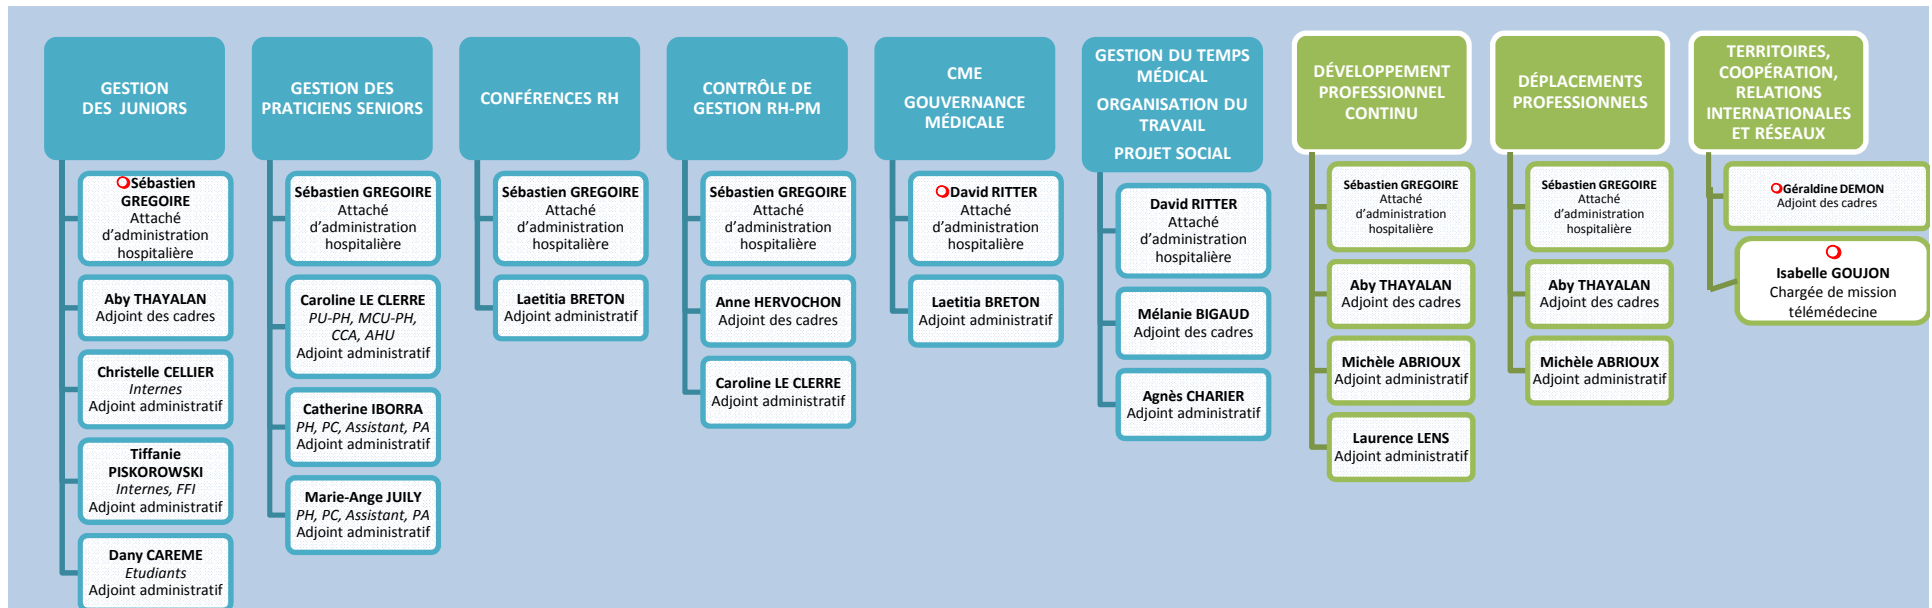 GESTION
DES JUNIORS
Sébastien
GREGOIRE
Attaché
d'administration
hospitalière
Aby THAYALAN
Adjoint des cadres
Christelle CELLIER
Internes
Adjoint administratif
Tiffanie
PISKOROWSKI
Internes, FFI
Adjoint administratif
Dany CAREME
Etudiants
Adjoint administratif
GESTION DES
PRATICIENS SENIORS
Sébastien GREGOIRE
Attaché
d'administration
hospitalière
Caroline LE CLERRE
PU-PH, MCU-PH,
CCA, AHU
Adjoint administratif
Catherine IBORRA
PH, PC, Assistant, PA
Adjoint administratif
Marie-Ange JUILY
PH, PC, Assistant, PA
Adjoint administratif
CONFÉRENCES RH
Sébastien GREGOIRE
Attaché
d'administration
hospitalière
Laetitia BRETON
Adjoint administratif
CONTRÔLE DE
GESTION RH-PM
Sébastien GREGOIRE
Attaché
d'administration
hospitalière
Anne HERVOCHON
Adjoint des cadres
Caroline LE CLERRE
Adjoint administratif
CME
GOUVERNANCE
MÉDICALE
David RITTER
Attaché
d'administration
hospitalière
Laetitia BRETON
Adjoint administratif
GESTION DU TEMPS
MÉDICAL
ORGANISATION DU
TRAVAIL
PROJET SOCIAL
David RITTER
Attaché
d'administration
hospitalière
Mélanie BIGAUD
Adjoint des cadres
Agnès CHARIER
Adjoint administratif
DÉVELOPPEMENT
PROFESSIONNEL
CONTINU
Sébastien GREGOIRE
Attaché
d'administration
hospitalière
Aby THAYALAN
Adjoint des cadres
Michèle ABRIOUX
Adjoint administratif
Laurence LENS
Adjoint administratif
DÉPLACEMENTS
PROFESSIONNELS
Sébastien GREGOIRE
Attaché
d'administration
hospitalière
Aby THAYALAN
Adjoint des cadres
Michèle ABRIOUX
Adjoint administratif
TERRITOIRES,
COOPÉRATION,
RELATIONS
INTERNATIONALES
ET RÉSEAUX
Géraldine DEMON
Adjoint des cadres
Isabelle GOUJON
Chargée de mission
télémédecine